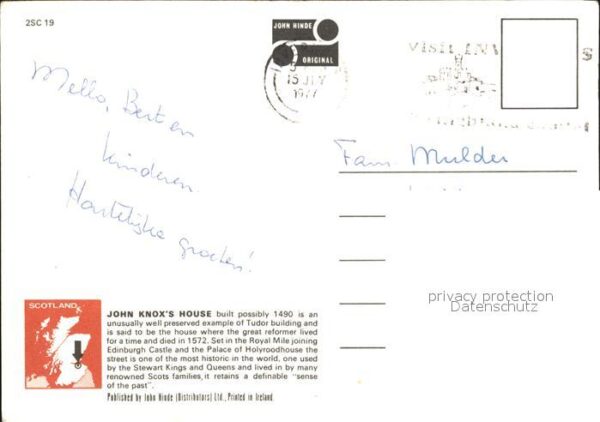 2SC 19
JOHN HINDE
ORIGINAL
15 JLY
1977
VISIT INV
S
Mello, Bert en
kinderen.
Hartelijke groeten!
Fam. Mulder
privacy protection
Datenschutz
SCOTLAND
JOHN KNOX'S HOUSE built possibly 1490 is an
unusually well preserved example of Tudor building and
is said to be the house where the great reformer lived
for a time and died in 1572. Set in the Royal Mile joining
Edinburgh Castle and the Palace of Holyroodhouse the
street is one of the most historic in the world, one used
by the Stewart Kings and Queens and lived in by many
renowned Scots families, it retains a definable "sense
of the past".
Published by John Hinde (Distributors) Ltd., Printed in Ireland.